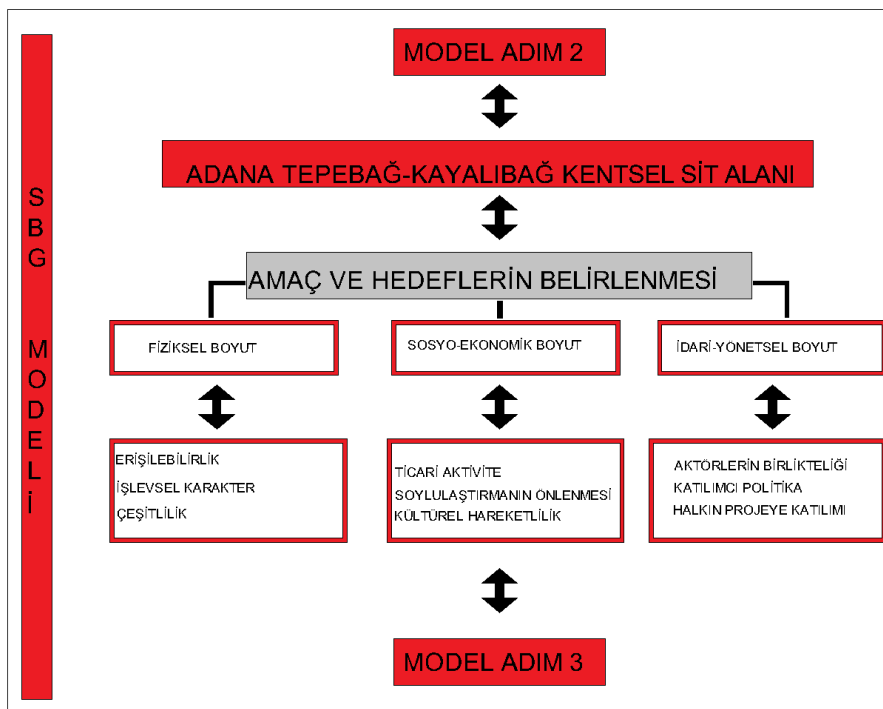 SBG MODELİ
MODEL ADIM 2
ADANA TEPEBAĞ-KAYALIBAĞ KENTSEL SİT ALANI
AMAÇ VE HEDEFLERİN BELİRLENMESİ
FİZİKSEL BOYUT
SOSYO-EKONOMİK BOYUT
İDARİ-YÖNETSEL BOYUT
ERİŞİLEBİLİRLİK
İŞLEVSEL KARAKTER
ÇEŞİTLİLİK
TİCARİ AKTİVİTE
SOYLULAŞTIRMANIN ÖNLENMESİ
KÜLTÜREL HAREKETLİLİK
AKTÖRLERİN BİRLİKTELİĞİ
KATILIMCI POLİTİKA
HALKIN PROJEYE KATILIMI
MODEL ADIM 3